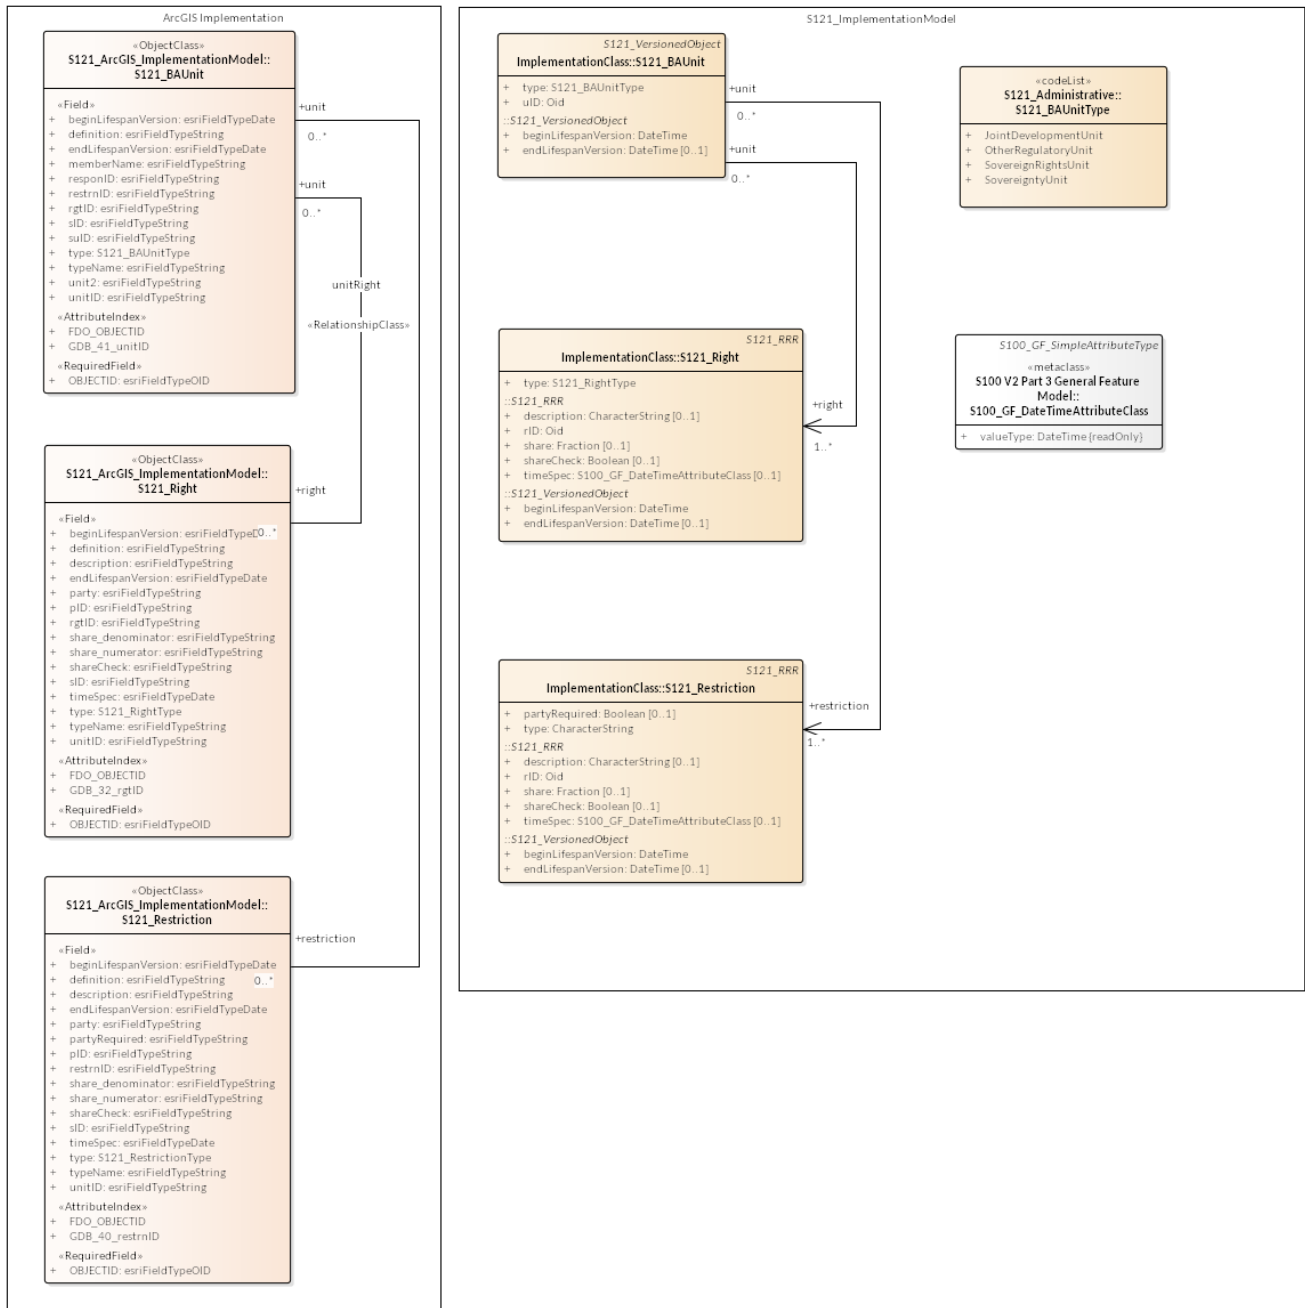 ArcGIS Implementation
«ObjectClass»
S121_ArcGIS_ImplementationModel::
S121_BAUnit
«Field»
+ beginLifespanVersion: esriFieldTypeDate
+ definition: esriFieldTypeString
+ endLifespanVersion: esriFieldTypeDate
+ memberName: esriFieldTypeString
+ responID: esriFieldTypeString
+ restrnID: esriFieldTypeString
+ rgtID: esriFieldTypeString
+ sID: esriFieldTypeString
+ suID: esriFieldTypeString
+ type: S121_BAUnitType
+ typeName: esriFieldTypeString
+ unit2: esriFieldTypeString
+ unitID: esriFieldTypeString
«AttributeIndex»
+ FDO_OBJECTID
+ GDB_41_unitID
«RequiredField»
+ OBJECTID: esriFieldTypeOID
+unit
0..*
+unit
0..*
unitRight
«RelationshipClass»
«ObjectClass»
S121_ArcGIS_ImplementationModel::
S121_Right
+right
«Field»
+ beginLifespanVersion: esriFieldTypeD
0..*
+ definition: esriFieldTypeString
+ description: esriFieldTypeString
+ endLifespanVersion: esriFieldTypeDate
+ party: esriFieldTypeString
+ pID: esriFieldTypeString
+ rgtID: esriFieldTypeString
+ share_denominator: esriFieldTypeString
+ share_numerator: esriFieldTypeString
+ shareCheck: esriFieldTypeString
+ sID: esriFieldTypeString
+ timeSpec: esriFieldTypeDate
+ type: S121_RightType
+ typeName: esriFieldTypeString
+ unitID: esriFieldTypeString
«AttributeIndex»
+ FDO_OBJECTID
+ GDB_32_rgtID
«RequiredField»
+ OBJECTID: esriFieldTypeOID
«ObjectClass»
S121_ArcGIS_ImplementationModel::
S121_Restriction
+restriction
«Field»
+ beginLifespanVersion: esriFieldTypeDate
+ definition: esriFieldTypeString
0..*
+ description: esriFieldTypeString
+ endLifespanVersion: esriFieldTypeDate
+ party: esriFieldTypeString
+ partyRequired: esriFieldTypeString
+ pID: esriFieldTypeString
+ restrnID: esriFieldTypeString
+ share_denominator: esriFieldTypeString
+ share_numerator: esriFieldTypeString
+ shareCheck: esriFieldTypeString
+ sID: esriFieldTypeString
+ timeSpec: esriFieldTypeDate
+ type: S121_RestrictionType
+ typeName: esriFieldTypeString
+ unitID: esriFieldTypeString
«AttributeIndex»
+ FDO_OBJECTID
+ GDB_40_restrnID
«RequiredField»
+ OBJECTID: esriFieldTypeOID
S121_ImplementationModel
S121_VersionedObject
ImplementationClass::S121_BAUnit
+ type: S121_BAUnitType
+ uID: Oid
::S121_VersionedObject
+ beginLifespanVersion: DateTime
+ endLifespanVersion: DateTime [0..1]
+unit
0..*
+unit
0..*
«codeList»
S121_Administrative::
S121_BAUnitType
+ JointDevelopmentUnit
+ OtherRegulatoryUnit
+ SovereignRightsUnit
+ SovereigntyUnit
S121_RRR
ImplementationClass::S121_Right
+ type: S121_RightType
::S121_RRR
+ description: CharacterString [0..1]
+ rID: Oid
+ share: Fraction [0..1]
+ shareCheck: Boolean [0..1]
+ timeSpec: S100_GF_DateTimeAttributeClass [0..1]
::S121_VersionedObject
+ beginLifespanVersion: DateTime
+ endLifespanVersion: DateTime [0..1]
+right
1..*
S100_GF_SimpleAttributeType
«metaclass»
S100 V2 Part 3 General Feature
Model::
S100_GF_DateTimeAttributeClass
+ valueType: DateTime {readOnly}
S121_RRR
ImplementationClass::S121_Restriction
+ partyRequired: Boolean [0..1]
+ type: CharacterString
::S121_RRR
+ description: CharacterString [0..1]
+ rID: Oid
+ share: Fraction [0..1]
+ shareCheck: Boolean [0..1]
+ timeSpec: S100_GF_DateTimeAttributeClass [0..1]
::S121_VersionedObject
+ beginLifespanVersion: DateTime
+ endLifespanVersion: DateTime [0..1]
+restriction
1..*